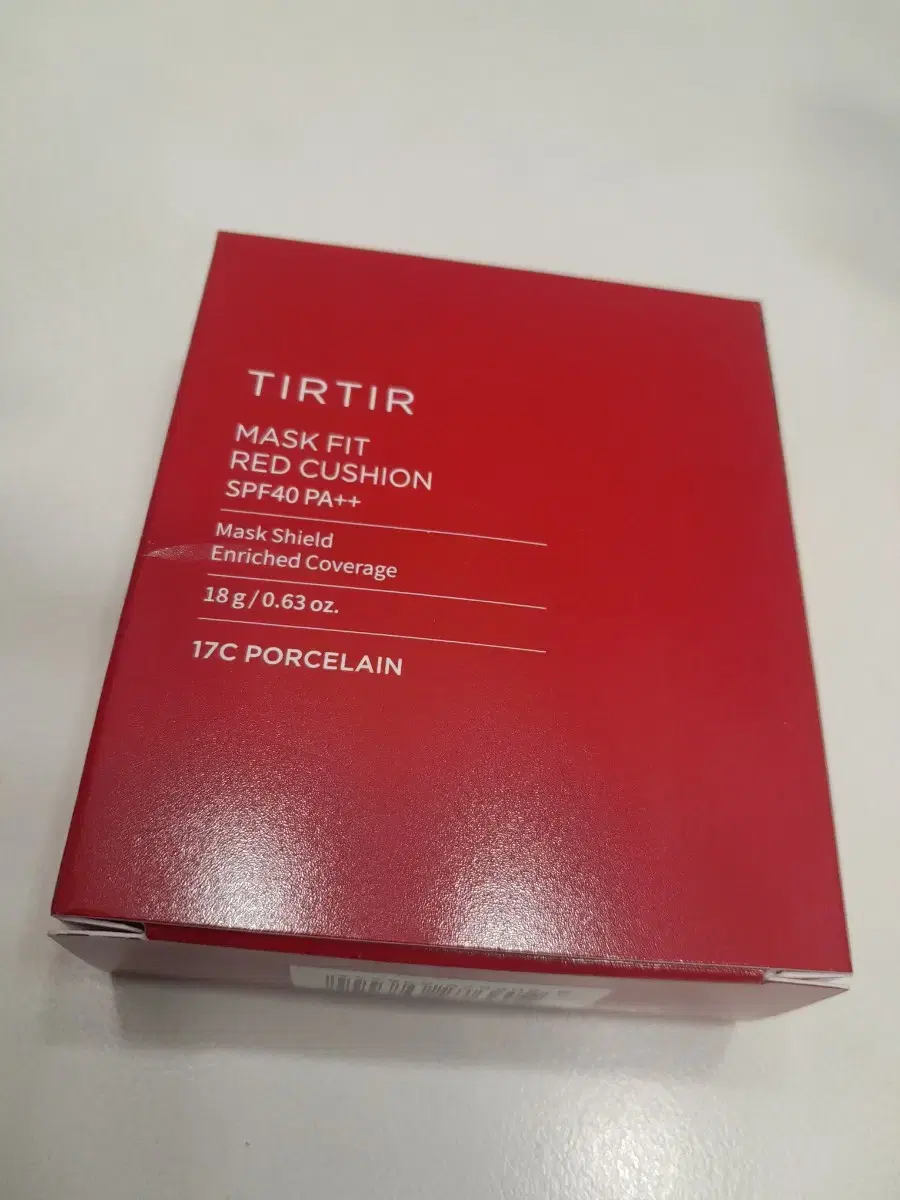 TIRTIR
MASK FIT
RED CUSHION
SPF40 PA++
Mask Shield
Enriched Coverage
18 g / 0.63 oz.
17C PORCELAIN